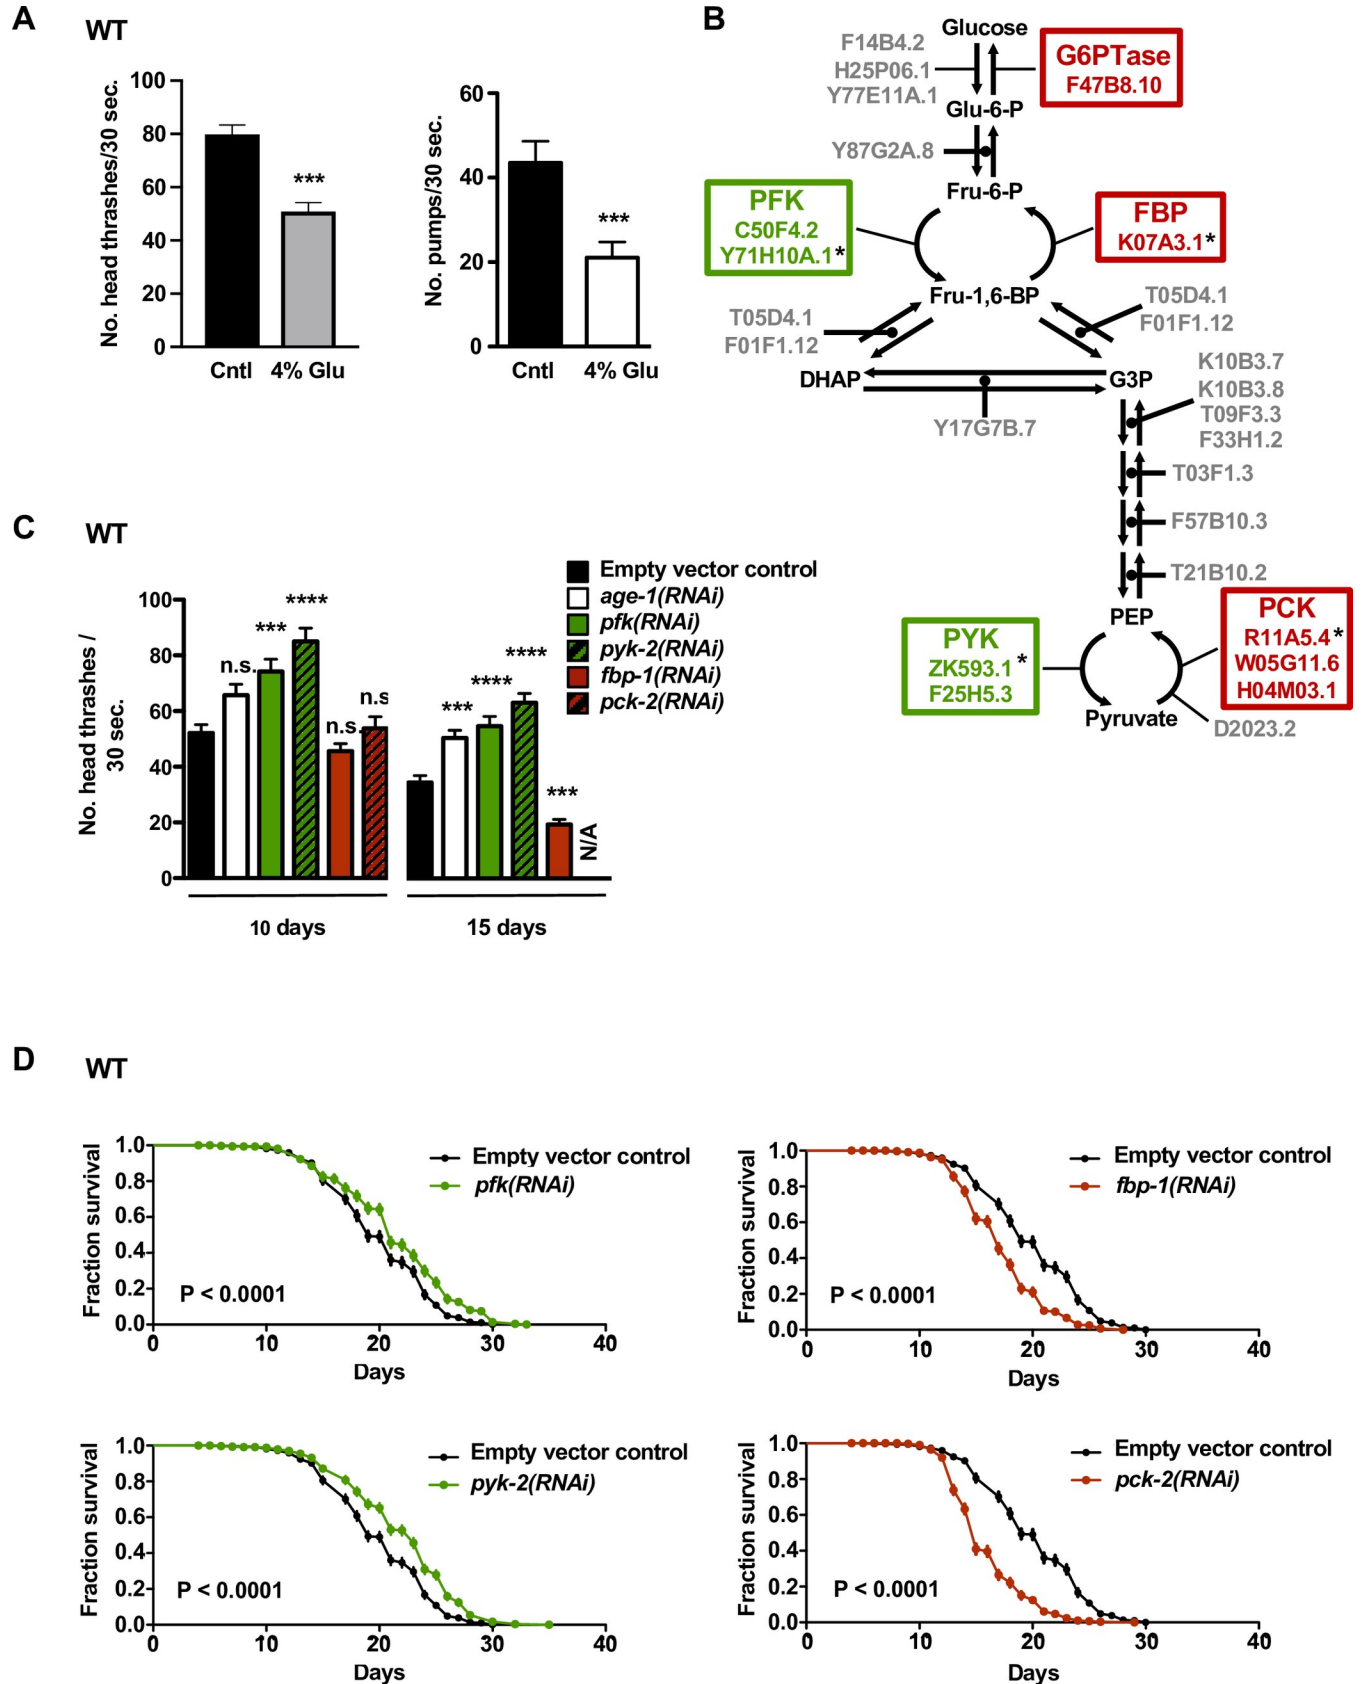 A
WT
No. head thrashes/30 sec.
100
80
60
40
20
0
***
Cntl
4% Glu
No. pumps/30 sec.
60
40
20
0
***
Cntl
4% Glu
B
Glucose
F14B4.2
H25P06.1
Y77E11A.1
G6PTase
F47B8.10
Glu-6-P
Y87G2A.8
Fru-6-P
PFK
C50F4.2
Y71H10A.1*
FBP
K07A3.1*
Fru-1,6-BP
T05D4.1
F01F1.12
T05D4.1
F01F1.12
DHAP
G3P
Y17G7B.7
K10B3.7
K10B3.8
T09F3.3
F33H1.2
T03F1.3
F57B10.3
T21B10.2
PEP
PYK
ZK593.1*
F25H5.3
PCK
R11A5.4*
W05G11.6
H04M03.1
Pyruvate
D2023.2
C
WT
Empty vector control
age-1(RNAi)
pfk(RNAi)
pyk-2(RNAi)
fbp-1(RNAi)
pck-2(RNAi)
No. head thrashes /
30 sec.
100
80
60
40
20
0
n.s.
***
****
n.s.
n.s
***
****
****
***
N/A
10 days
15 days
D
WT
Fraction survival
1.0
0.8
0.6
0.4
0.2
0.0
0
10
20
30
40
Days
Empty vector control
pfk(RNAi)
P < 0.0001
Fraction survival
1.0
0.8
0.6
0.4
0.2
0.0
0
10
20
30
40
Days
Empty vector control
fbp-1(RNAi)
P < 0.0001
Fraction survival
1.0
0.8
0.6
0.4
0.2
0.0
0
10
20
30
40
Days
Empty vector control
pyk-2(RNAi)
P < 0.0001
Fraction survival
1.0
0.8
0.6
0.4
0.2
0.0
0
10
20
30
40
Days
Empty vector control
pck-2(RNAi)
P < 0.0001